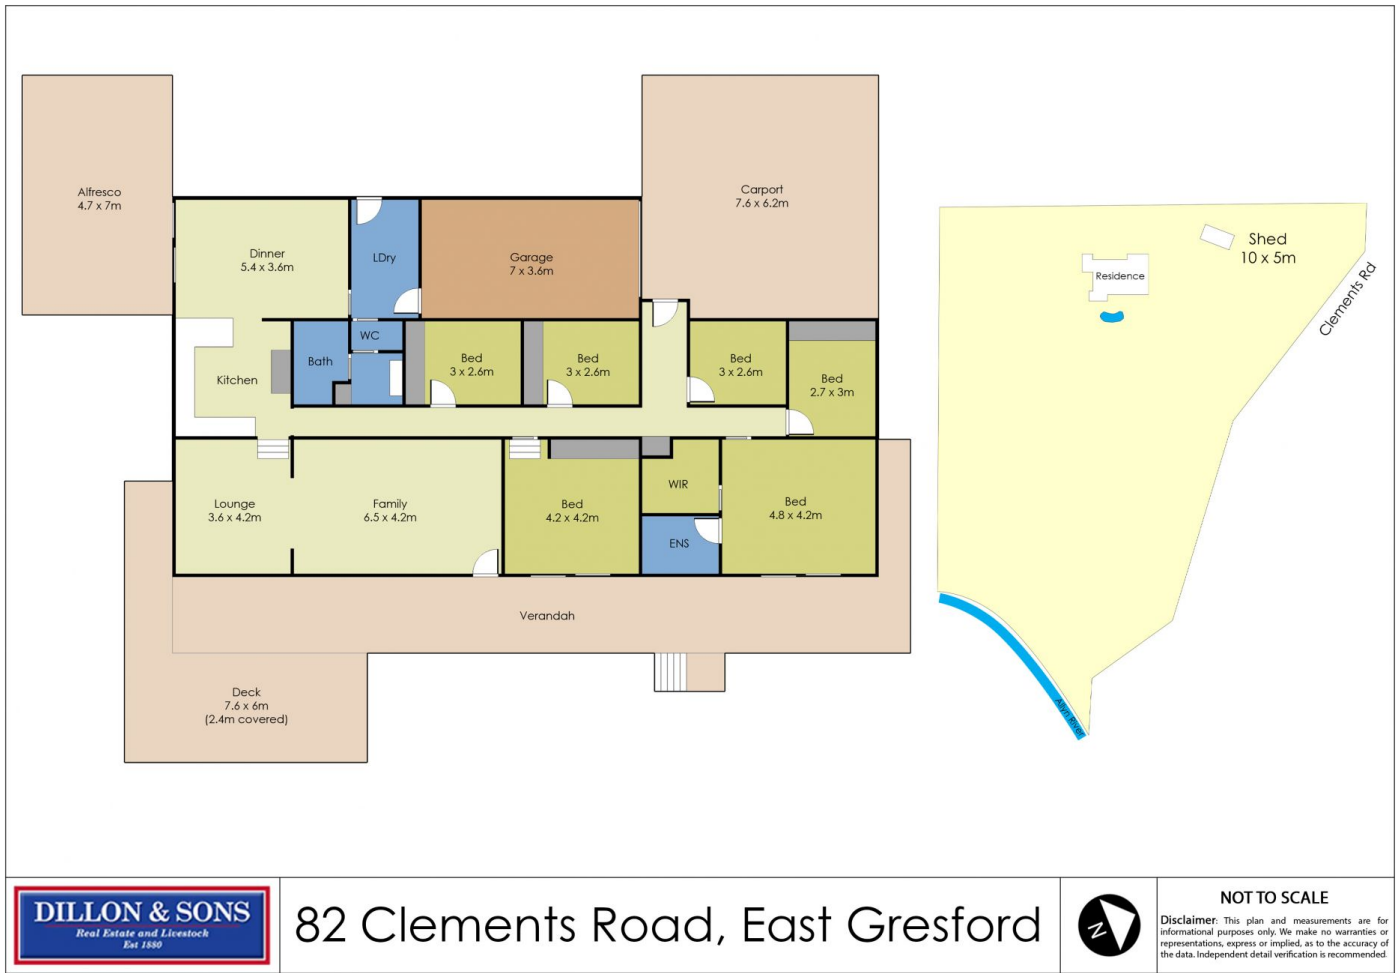 Alfresco
4.7 x 7m
Carport
7.6 x 6.2m
Dinner
5.4 x 3.6m
LDry
Garage
7 x 3.6m
WC
Bath
Kitchen
Bed
3 x 2.6m
Bed
3 x 2.6m
Bed
3 x 2.6m
Bed
2.7 x 3m
Lounge
3.6 x 4.2m
Family
6.5 x 4.2m
Bed
4.2 x 4.2m
WIR
ENS
Bed
4.8 x 4.2m
Verandah
Deck
7.6 x 6m
(2.4m covered)
Shed
10 x 5m
Residence
Clements Rd
Allyn River
DILLON & SONS
Real Estate and Livestock
Est 1880
82 Clements Road, East Gresford
N
NOT TO SCALE
Disclaimer: This plan and measurements are for
informational purposes only. We make no warranties or
representations, express or implied, as to the accuracy of
the data. Independent detail verification is recommended.